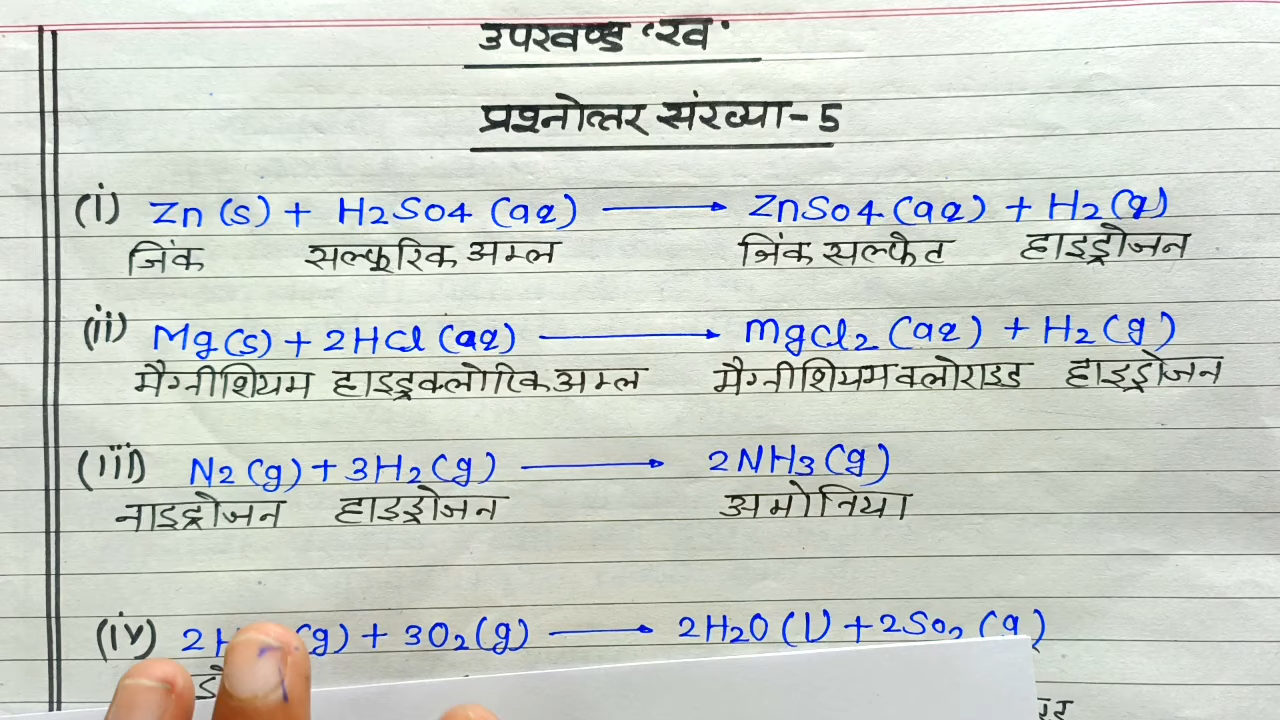 उपखण्ड 'ख'
प्रश्नोत्तर संख्या-5
(i) Zn (s) + H2SO4 (aq) ⟶ ZnSO4 (aq) + H2 (g)
जिंक सल्फूरिक अम्ल जिंक सल्फेट हाइड्रोजन
(ii) Mg(s) + 2HCl (aq) ⟶ MgCl2 (aq) + H2 (g)
मैग्नीशियम हाइड्रक्लोरिक अम्ल मैग्नीशियम क्लोराइड हाइड्रोजन
(iii) N2 (g) + 3H2 (g) ⟶ 2NH3 (g)
नाइट्रोजन हाइड्रोजन अमोनिया
(iv) (g) + 3O2 (g) ⟶ 2H2O (l) + 2SO2 (g)